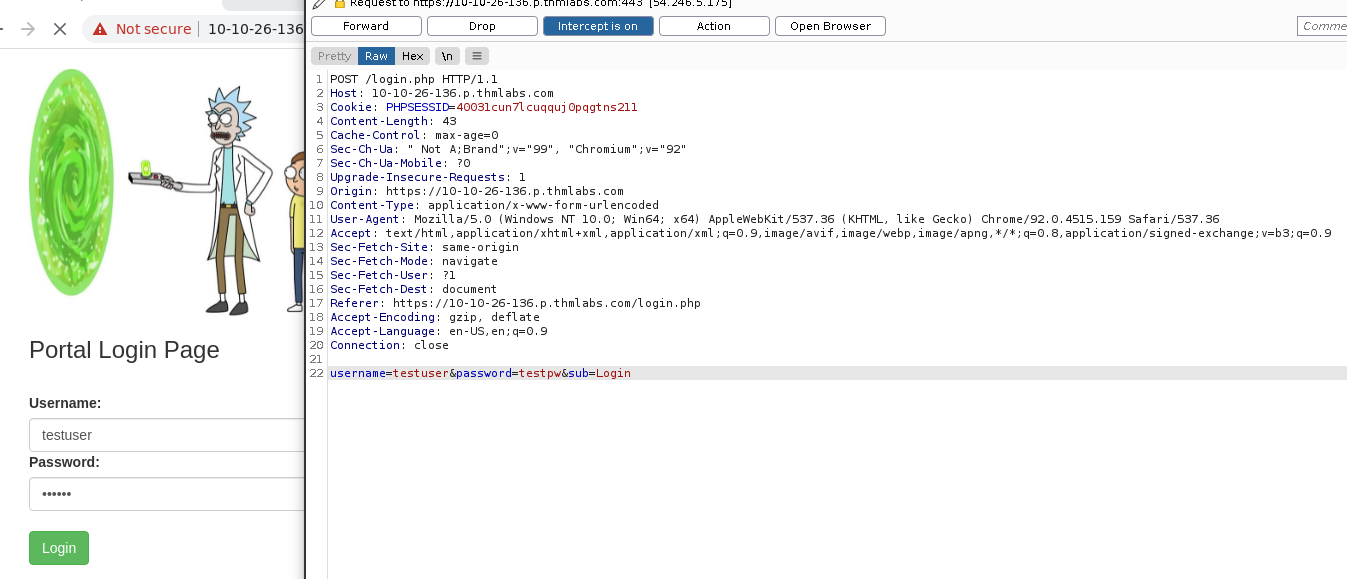 Not secure
10-10-26-136
Portal Login Page
Username:
testuser
Password:
••••••
Login
Request to https://10-10-26-136.p.thmlabs.com:443 [54.246.5.175]
Forward
Drop
Intercept is on
Action
Open Browser
Comme
Pretty
Raw
Hex
\n
1 POST /login.php HTTP/1.1
2 Host: 10-10-26-136.p.thmlabs.com
3 Cookie: PHPSESSID=40031cun7lcuqquj0pqgtns211
4 Content-Length: 43
5 Cache-Control: max-age=0
6 Sec-Ch-Ua: " Not A;Brand";v="99", "Chromium";v="92"
7 Sec-Ch-Ua-Mobile: ?0
8 Upgrade-Insecure-Requests: 1
9 Origin: https://10-10-26-136.p.thmlabs.com
10 Content-Type: application/x-www-form-urlencoded
11 User-Agent: Mozilla/5.0 (Windows NT 10.0; Win64; x64) AppleWebKit/537.36 (KHTML, like Gecko) Chrome/92.0.4515.159 Safari/537.36
12 Accept: text/html,application/xhtml+xml,application/xml;q=0.9,image/avif,image/webp,image/apng,*/*;q=0.8,application/signed-exchange;v=b3;q=0.9
13 Sec-Fetch-Site: same-origin
14 Sec-Fetch-Mode: navigate
15 Sec-Fetch-User: ?1
16 Sec-Fetch-Dest: document
17 Referer: https://10-10-26-136.p.thmlabs.com/login.php
18 Accept-Encoding: gzip, deflate
19 Accept-Language: en-US,en;q=0.9
20 Connection: close
21
22 username=testuser&password=testpw&sub=Login